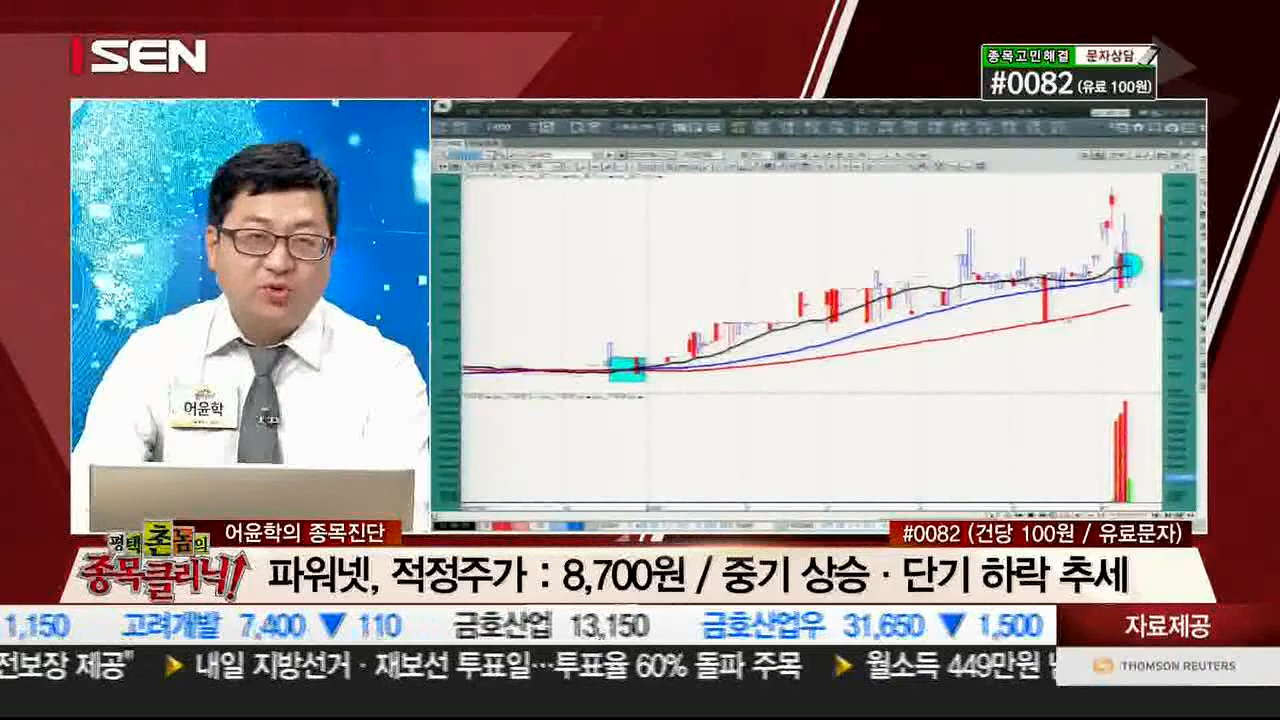 SEN
종목고민해결 문자상담
#0082 (유료 100원)
어윤학
평택촌놈의
종목클리닉!
어윤학의 종목진단
#0082 (건당 100원 / 유료문자)
파워넷, 적정주가 : 8,700원 / 중기 상승 · 단기 하락 추세
1,150 고려개발 7,400 ▼ 110 금호산업 13,150 금호산업우 31,650 ▼ 1,500
자료제공
전보장 제공" ▶ 내일 지방선거 · 재보선 투표일…투표율 60% 돌파 주목 ▶ 월소득 449만원
THOMSON REUTERS